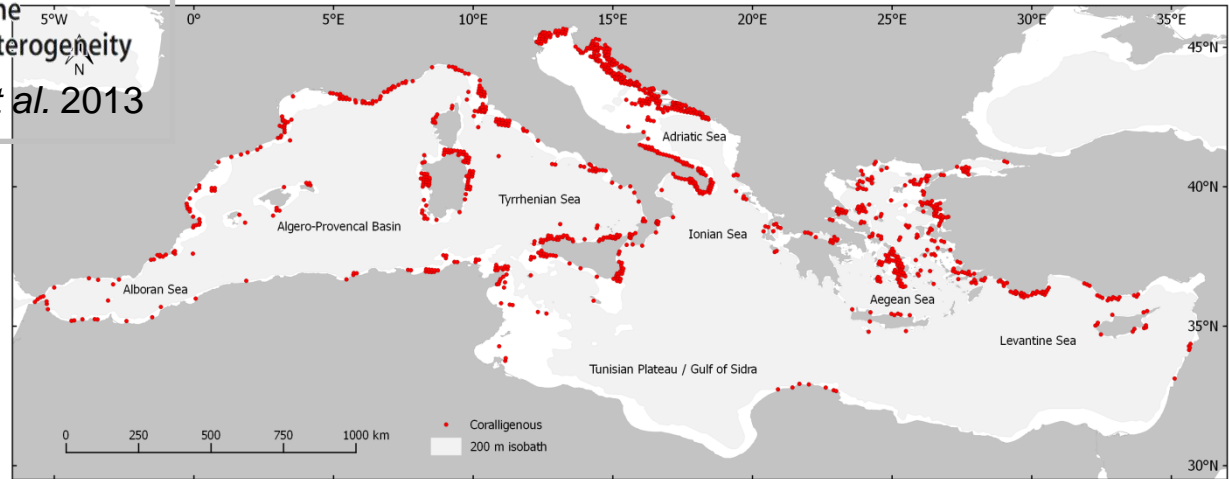 5°W 0° 5°E 10°E 15°E 20°E 25°E 30°E 35°E
terogeneity
N
al. 2013
45°N
40°N
35°N
30°N
Adriatic Sea
Tyrrhenian Sea
Algero-Provencal Basin
Ionian Sea
Alboran Sea
Aegean Sea
Levantine Sea
Tunisian Plateau / Gulf of Sidra
0 250 500 750 1000 km
Coralligenous
200 m isobath